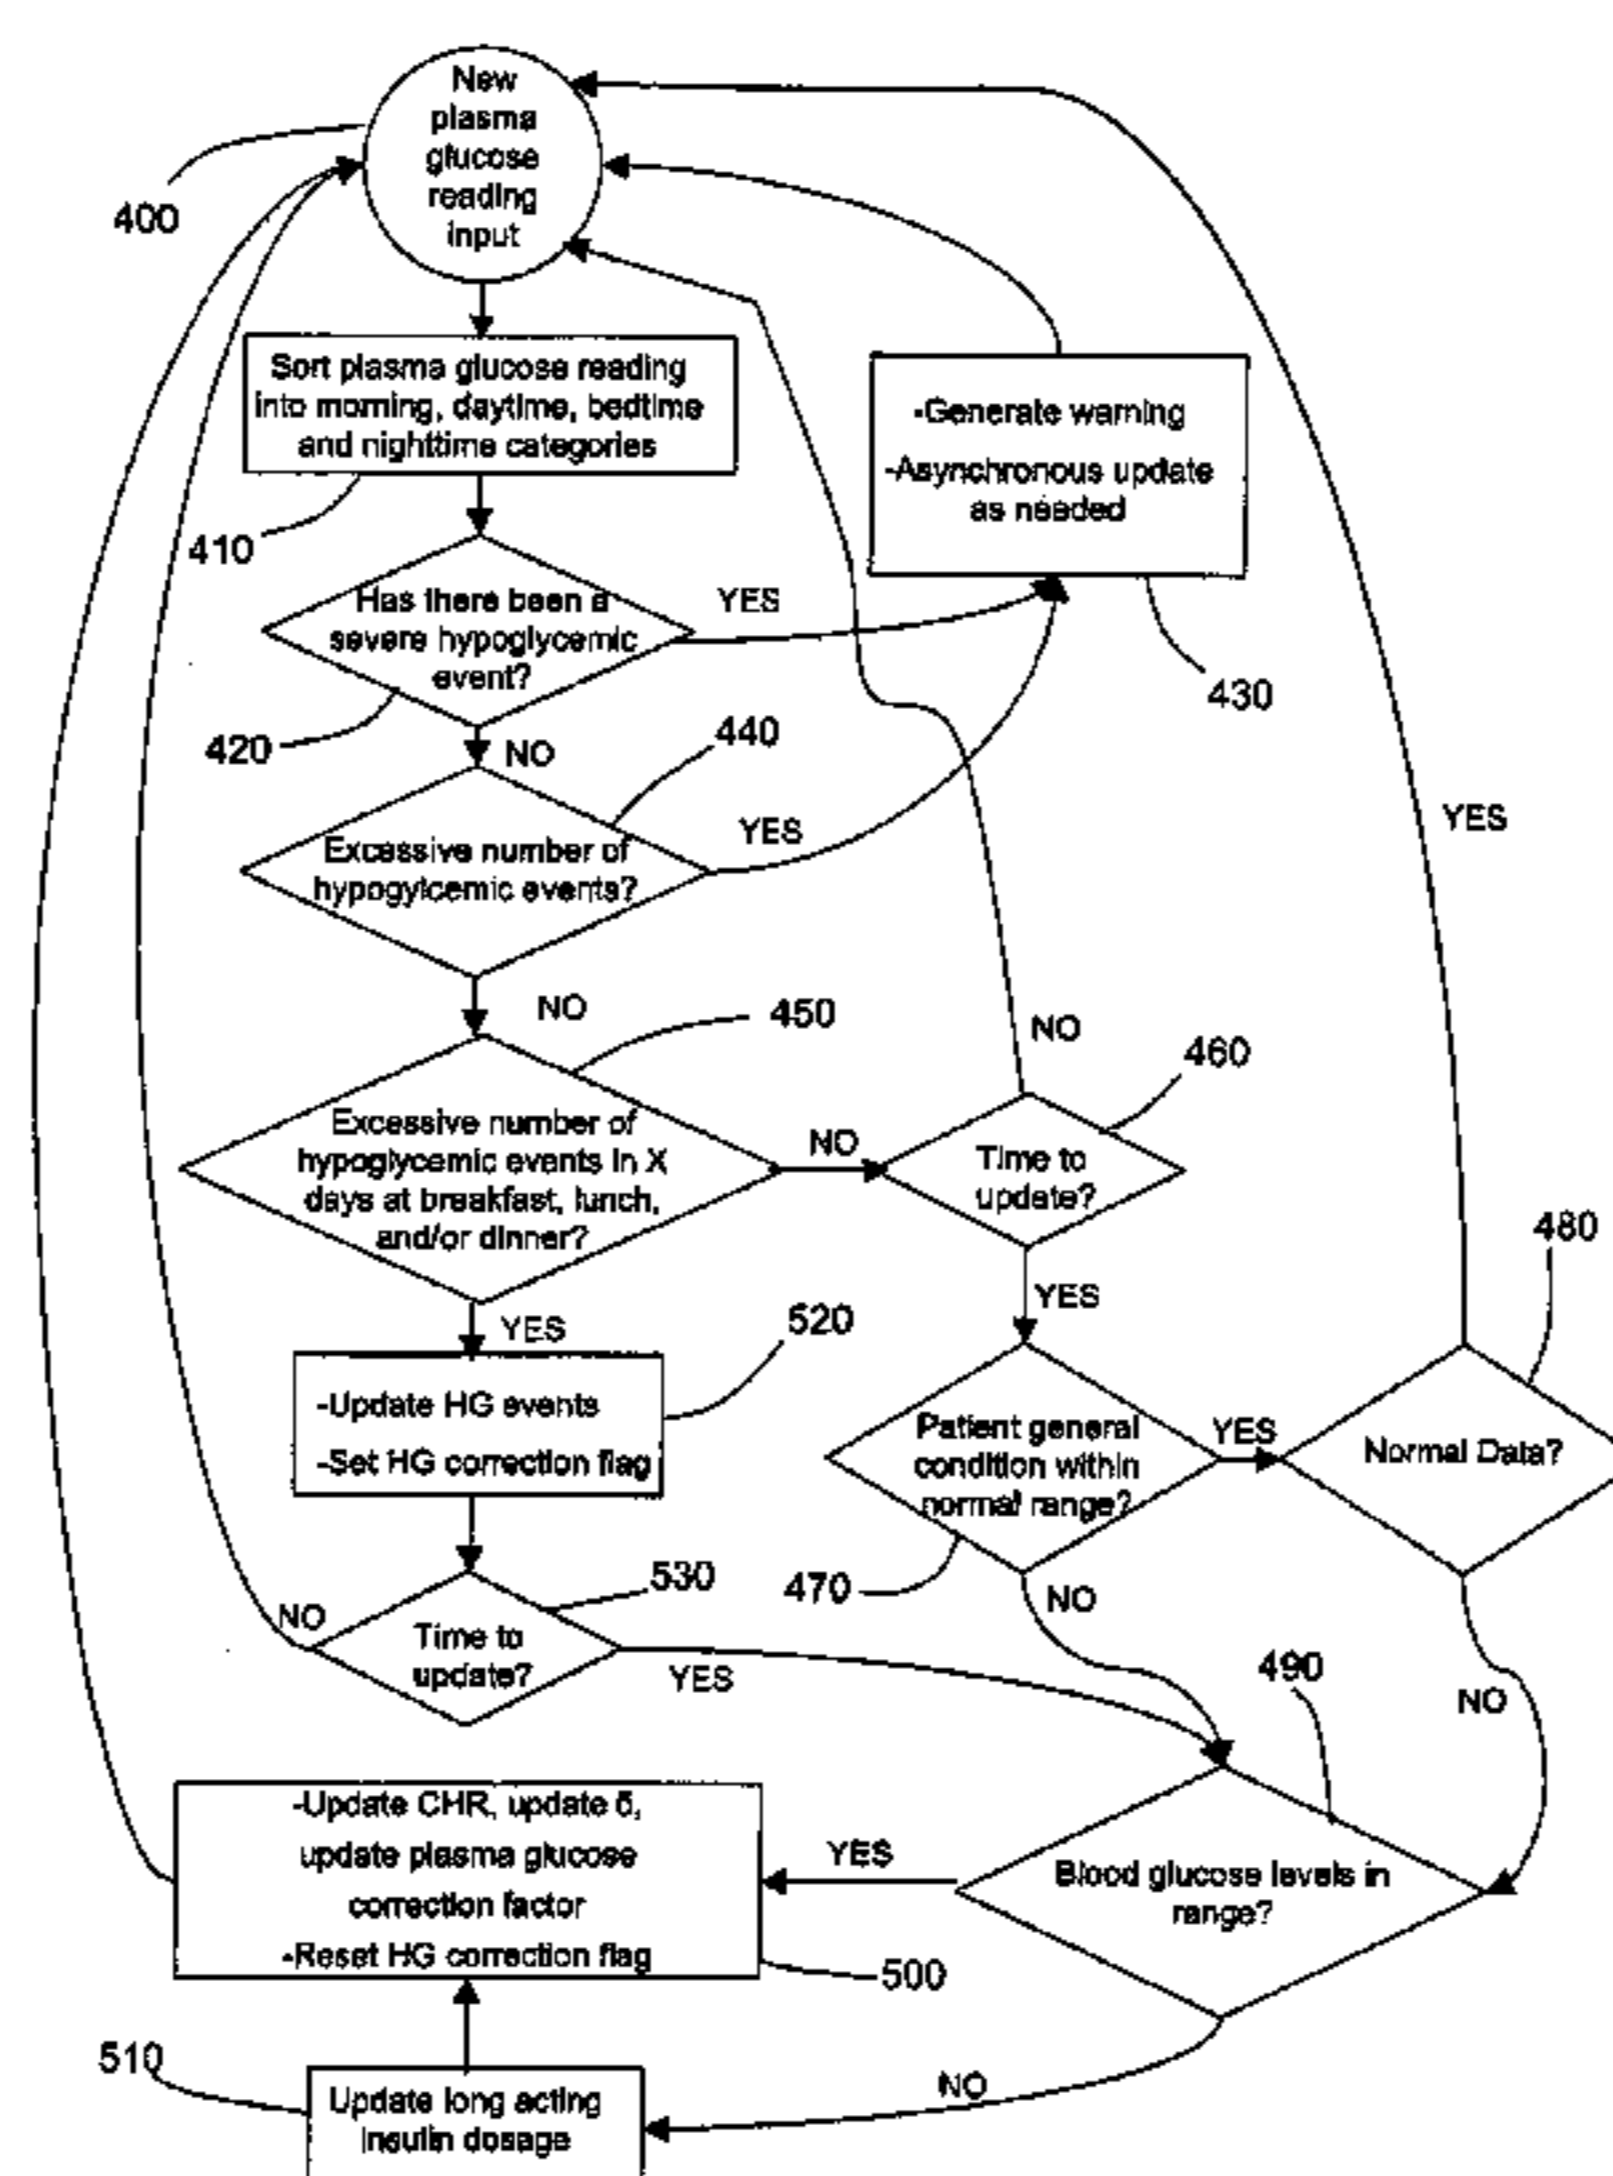 New
plasma
glucose
reading
input
400
Sort plasma glucose reading
into morning, daytime, bedtime
and nighttime categories
410
-Generate warning
-Asynchronous update
as needed
430
Has there been a
severe hypoglycemic
event?
YES
420
NO
440
Excessive number of
hypogylcemic events?
YES
YES
NO
450
Excessive number of
hypoglycemic events in X
days at breakfast, lunch,
and/or dinner?
NO
NO
460
Time to
update?
480
YES
YES
520
-Update HG events
-Set HG correction flag
Patient general
condition within
normal range?
YES
Normal Data?
470
NO
530
NO
Time to
update?
YES
490
NO
-Update CHR, update δ,
update plasma glucose
correction factor
-Reset HG correction flag
YES
Blood glucose levels in
range?
500
510
Update long acting
insulin dosage
NO